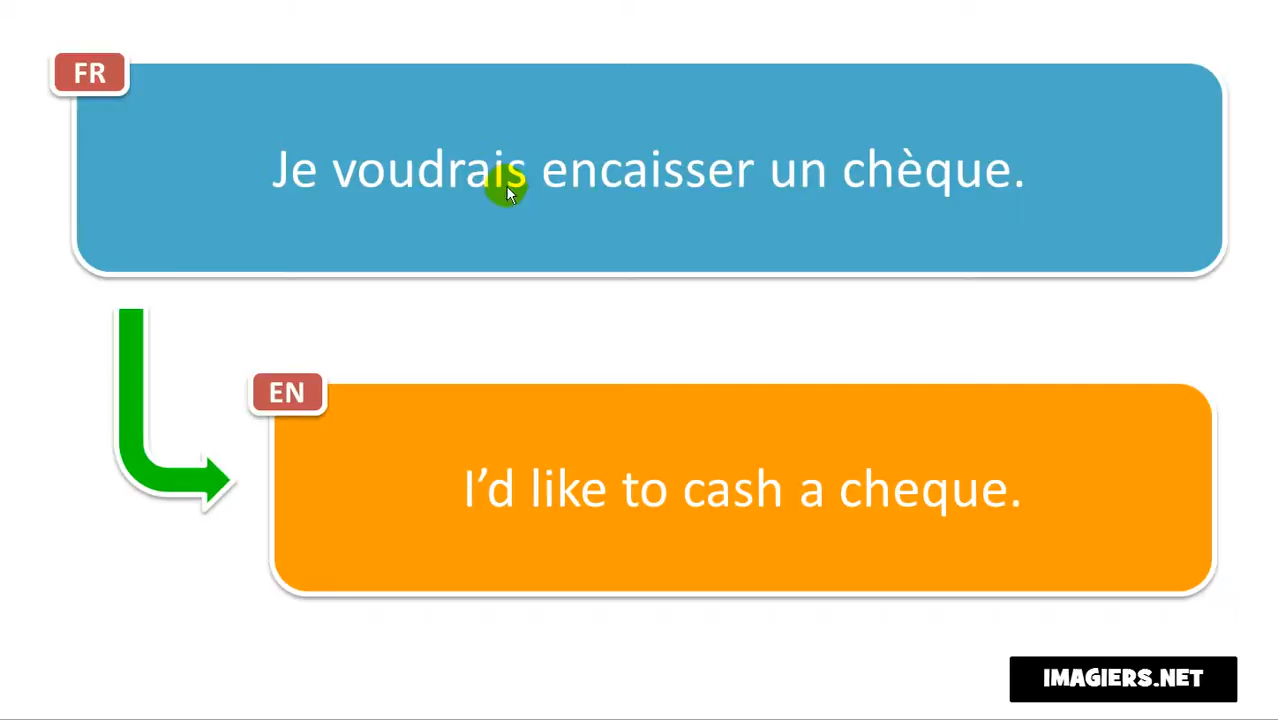 FR
Je voudrais encaisser un chèque.
EN
I’d like to cash a cheque.
IMAGIERS.NET